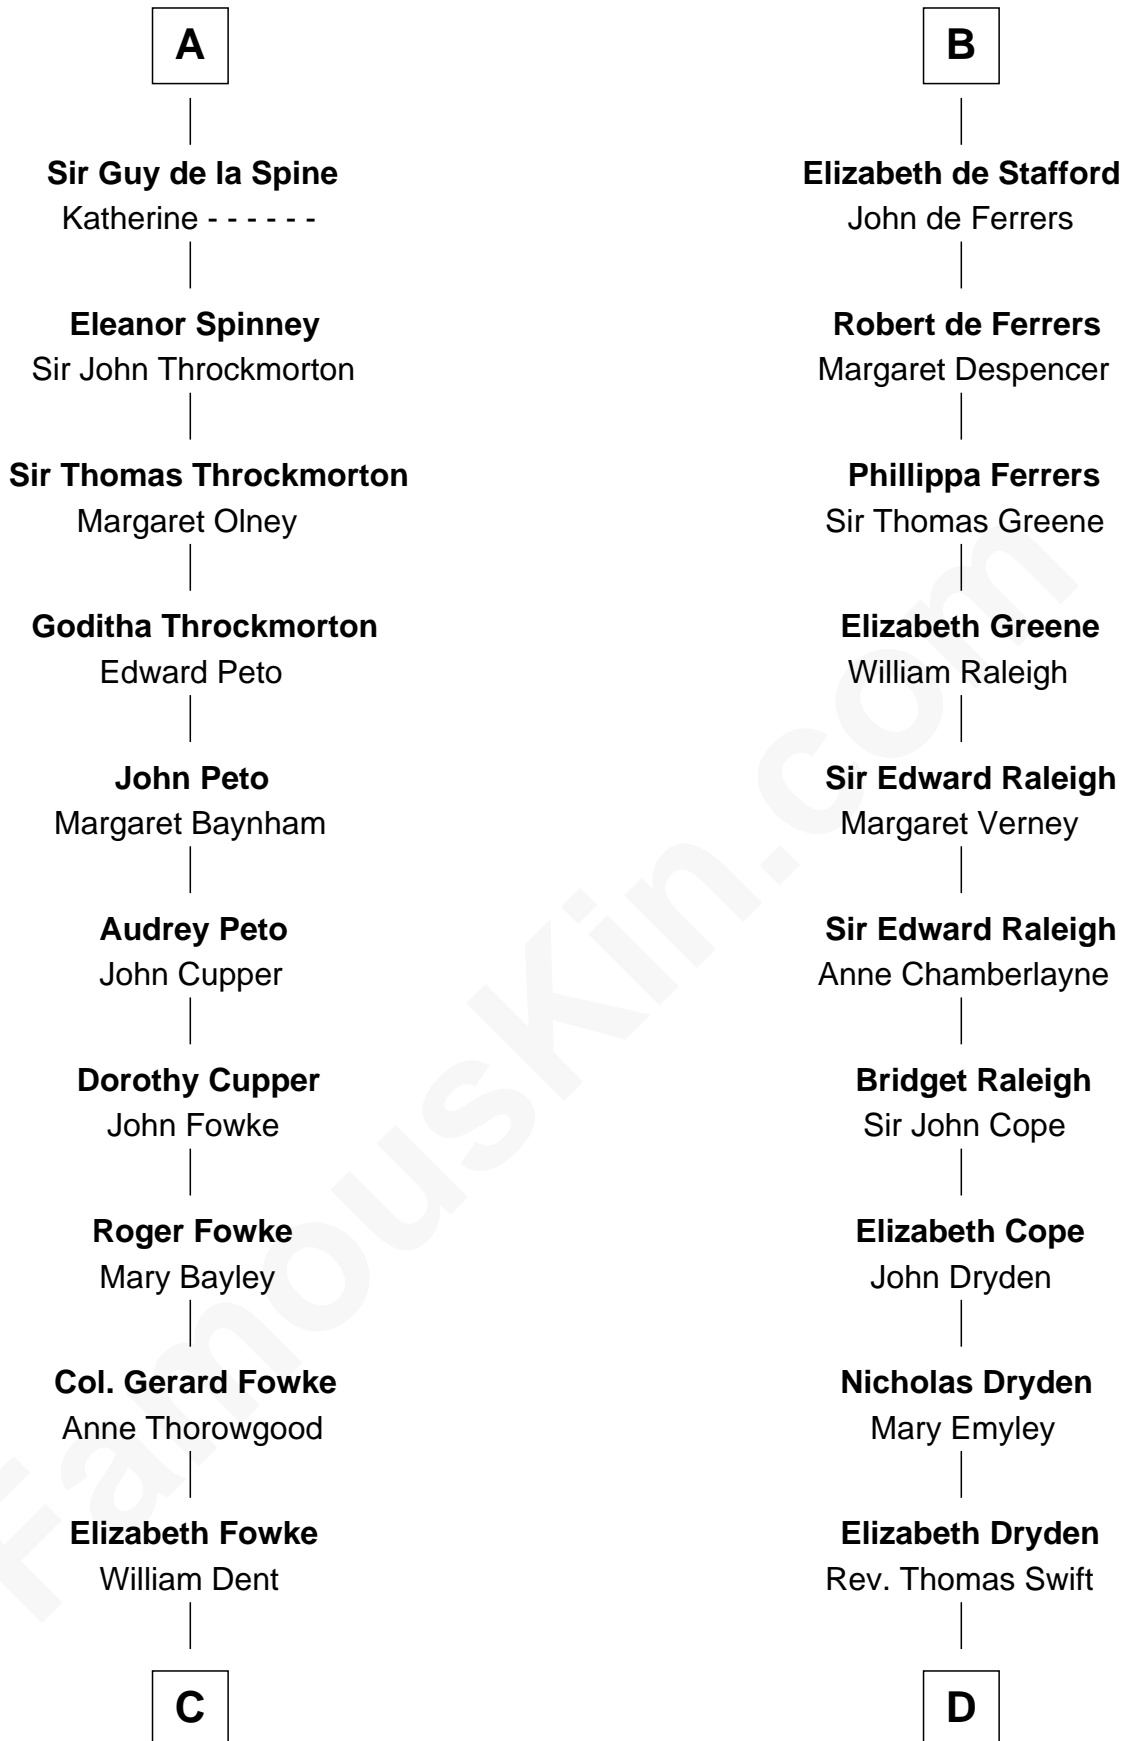 A
Sir Guy de la Spine
Katherine - - - - - -
Eleanor Spinney
Sir John Throckmorton
Sir Thomas Throckmorton
Margaret Olney
Goditha Throckmorton
Edward Peto
John Peto
Margaret Baynham
Audrey Peto
John Cupper
Dorothy Cupper
John Fowke
Roger Fowke
Mary Bayley
Col. Gerard Fowke
Anne Thorowgood
Elizabeth Fowke
William Dent
C
B
Elizabeth de Stafford
John de Ferrers
Robert de Ferrers
Margaret Despencer
Phillippa Ferrers
Sir Thomas Greene
Elizabeth Greene
William Raleigh
Sir Edward Raleigh
Margaret Verney
Sir Edward Raleigh
Anne Chamberlayne
Bridget Raleigh
Sir John Cope
Elizabeth Cope
John Dryden
Nicholas Dryden
Mary Emyley
Elizabeth Dryden
Rev. Thomas Swift
D
FamousKin.com